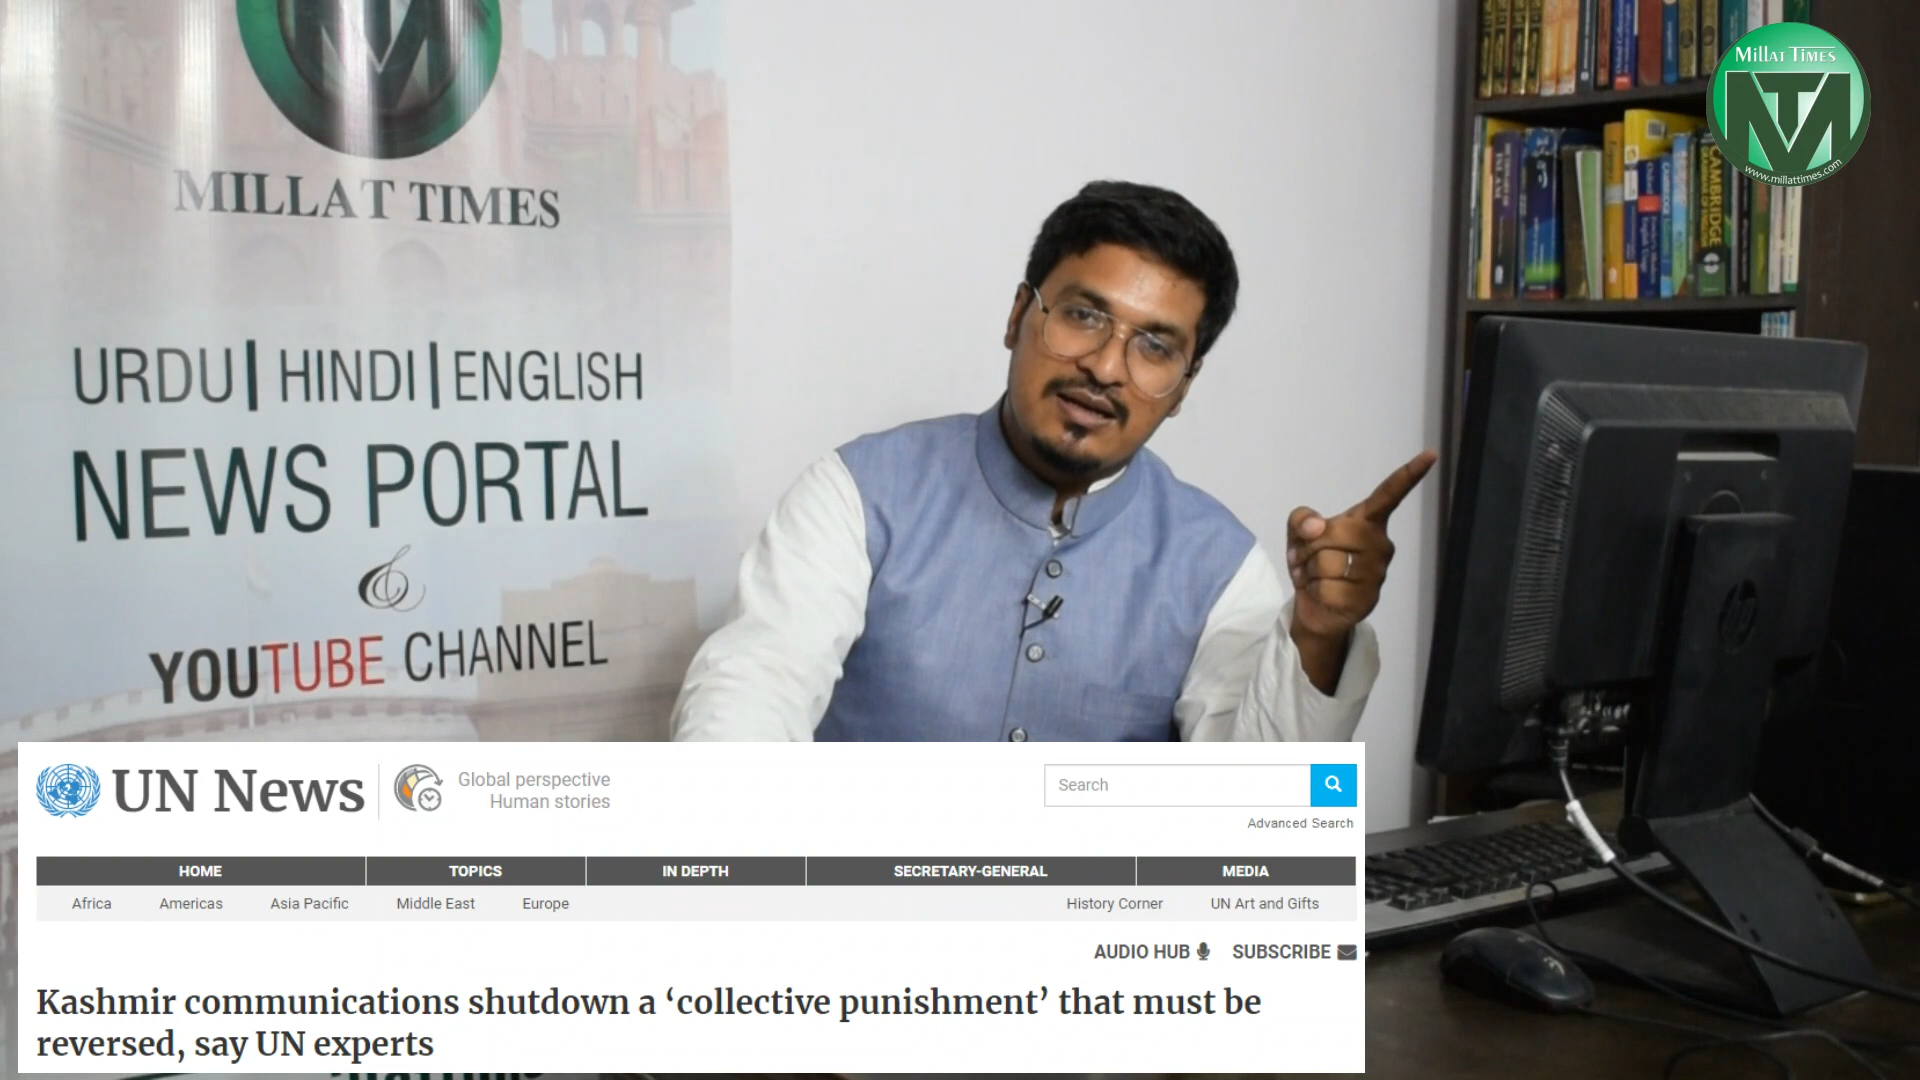 MILLAT TIMES
URDU | HINDI | ENGLISH
NEWS PORTAL
&
YOUTUBE CHANNEL
MILLAT TIMES
www.millattimes.com
CAMBRIDGE
hp
UN News
Global perspective
Human stories
Search
Advanced Search
HOME TOPICS IN DEPTH SECRETARY-GENERAL MEDIA
Africa Americas Asia Pacific Middle East Europe History Corner UN Art and Gifts
AUDIO HUB SUBSCRIBE
Kashmir communications shutdown a ‘collective punishment’ that must be
reversed, say UN experts